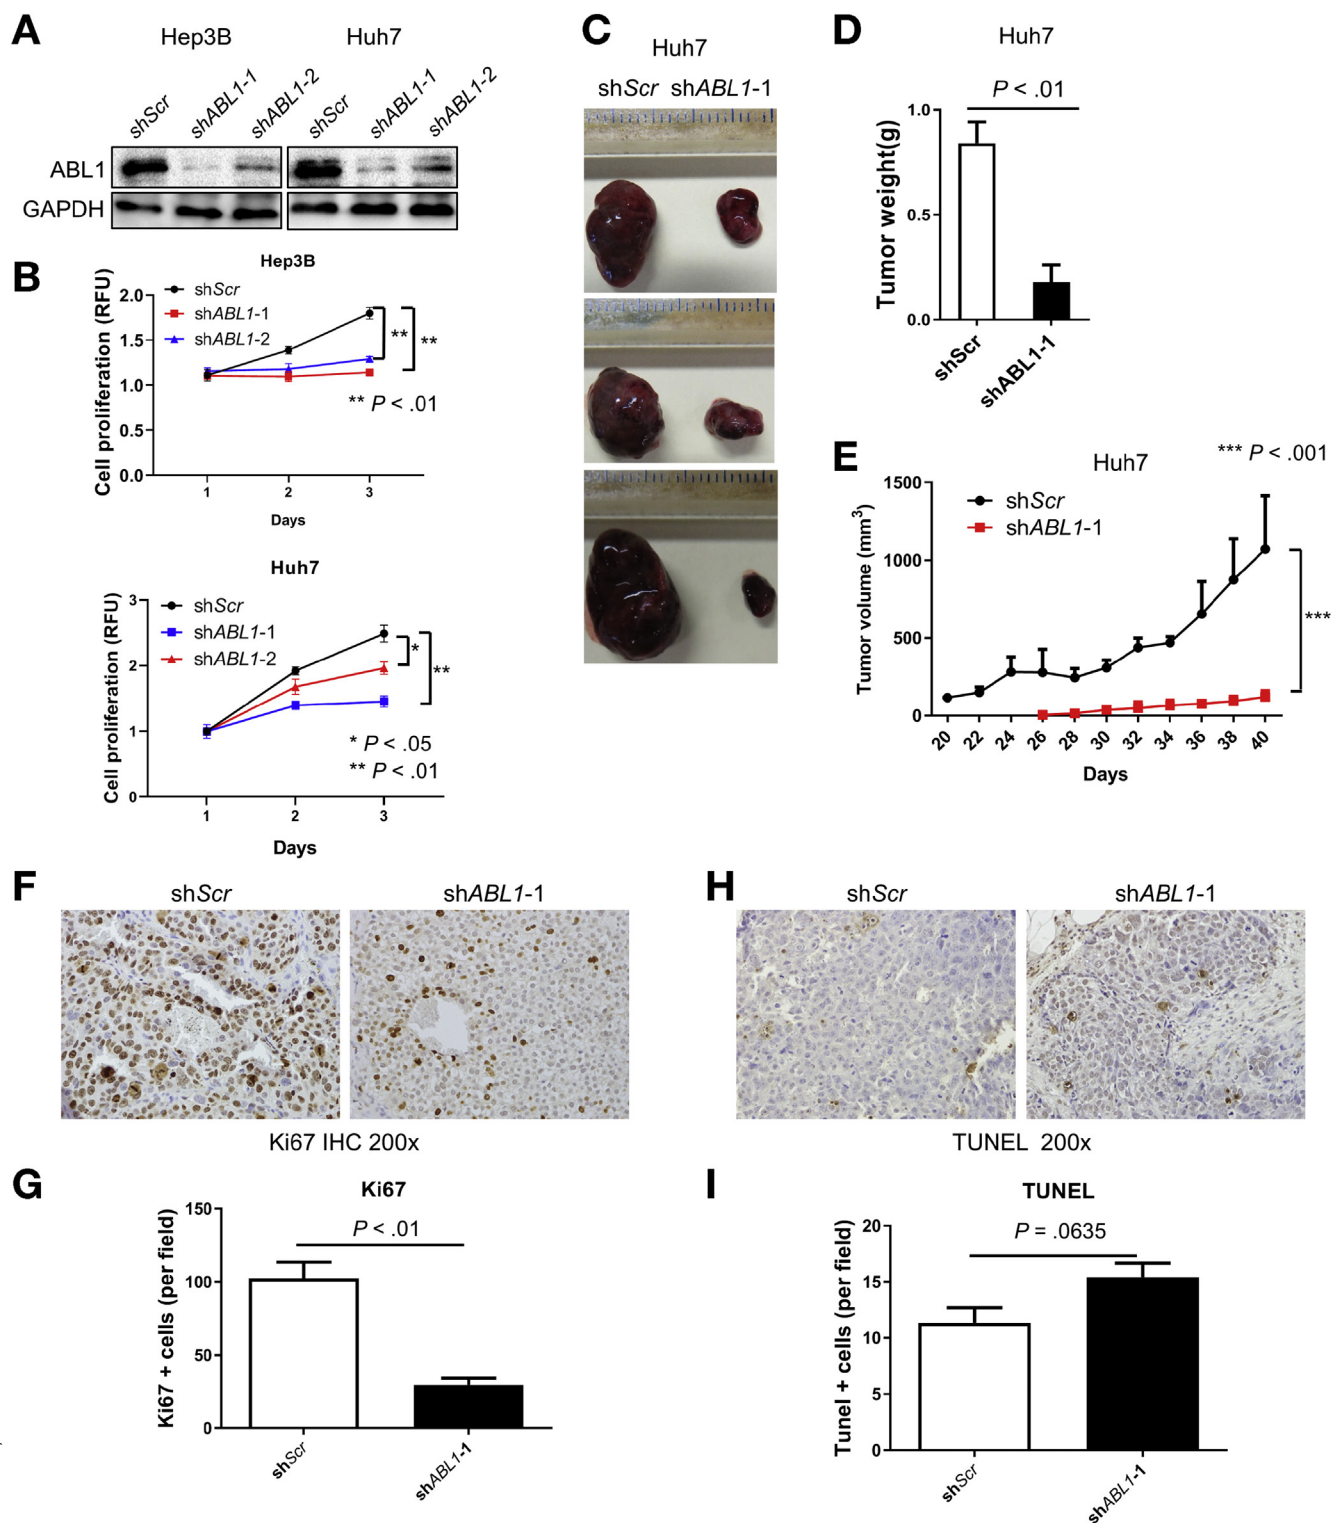 A
Hep3B Huh7
shScr shABL1-1 shABL1-2 shScr shABL1-1 shABL1-2
ABL1
GAPDH
B
Hep3B
Cell proliferation (RFU)
2.0
1.5
1.0
0.5
0.0
shScr
shABL1-1
shABL1-2
** **
** P < .01
1 2 3
Days
Huh7
Cell proliferation (RFU)
3
2
1
0
shScr
shABL1-1
shABL1-2
* **
* P < .05
** P < .01
1 2 3
Days
C
Huh7
shScr shABL1-1
D
Huh7
P < .01
Tumor weight(g)
1.0
0.5
0.0
shScr
shABL1-1
E
Huh7
*** P < .001
Tumor volume (mm³)
1500
1000
500
0
shScr
shABL1-1
***
20 22 24 26 28 30 32 34 36 38 40
Days
F
shScr shABL1-1
Ki67 IHC 200x
H
shScr shABL1-1
TUNEL 200x
G
Ki67
P < .01
Ki67 + cells (per field)
150
100
50
0
shScr
shABL1-1
I
TUNEL
P = .0635
Tunel + cells (per field)
20
15
10
5
0
shScr
shABL1-1